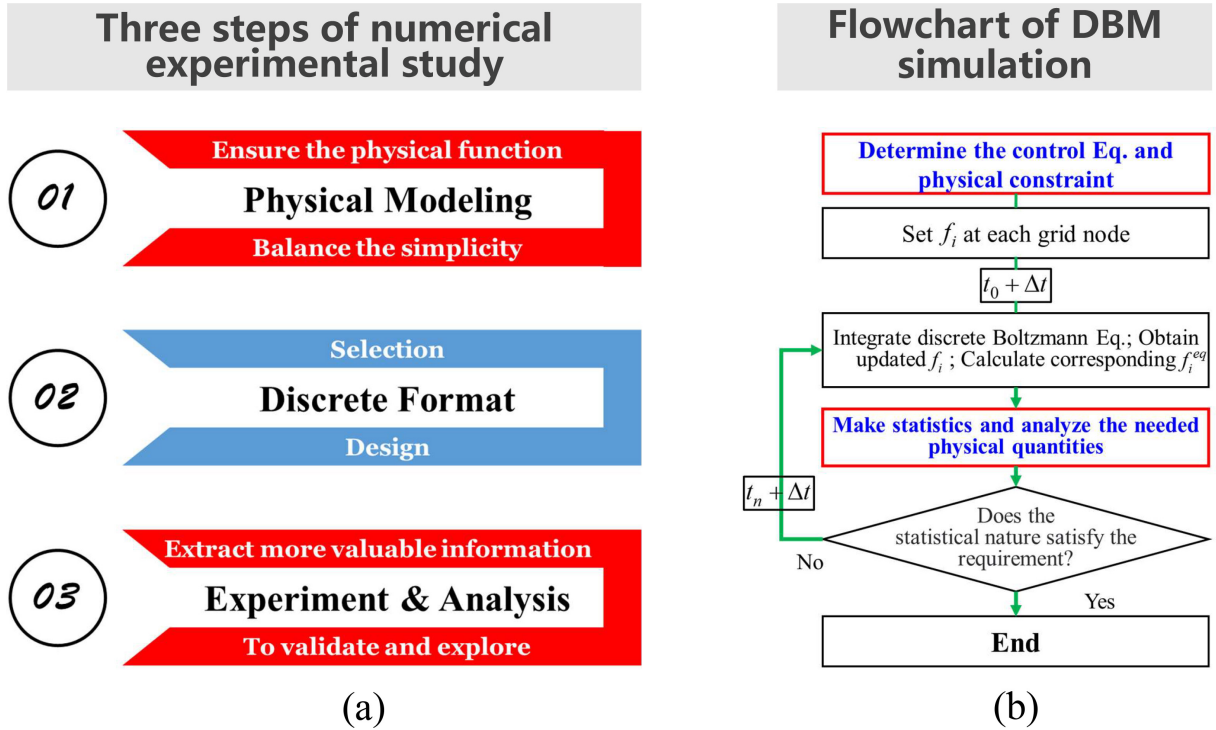 Three steps of numerical
experimental study
01
Ensure the physical function
Physical Modeling
Balance the simplicity
02
Selection
Discrete Format
Design
03
Extract more valuable information
Experiment & Analysis
To validate and explore
(a)
Flowchart of DBM
simulation
Determine the control Eq. and
physical constraint
Set f_i at each grid node
t_0 + Δt
Integrate discrete Boltzmann Eq.; Obtain
updated f_i ; Calculate corresponding f_i^{eq}
Make statistics and analyze the needed
physical quantities
t_n + Δt
Does the
statistical nature satisfy the
requirement?
No
Yes
End
(b)